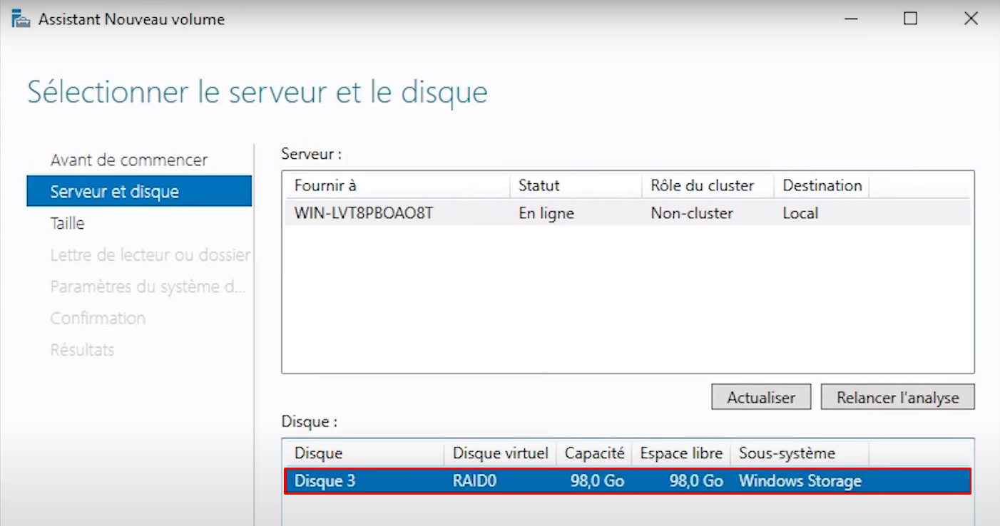 Assistant Nouveau volume
Sélectionner le serveur et le disque
Avant de commencer
Serveur et disque
Taille
Lettre de lecteur ou dossier
Paramètres du système d...
Confirmation
Résultats
Serveur :
Fournir à Statut Rôle du cluster Destination
WIN-LVT8PBOAO8T En ligne Non-cluster Local
Actualiser Relancer l'analyse
Disque :
Disque Disque virtuel Capacité Espace libre Sous-système
Disque 3 RAID0 98,0 Go 98,0 Go Windows Storage